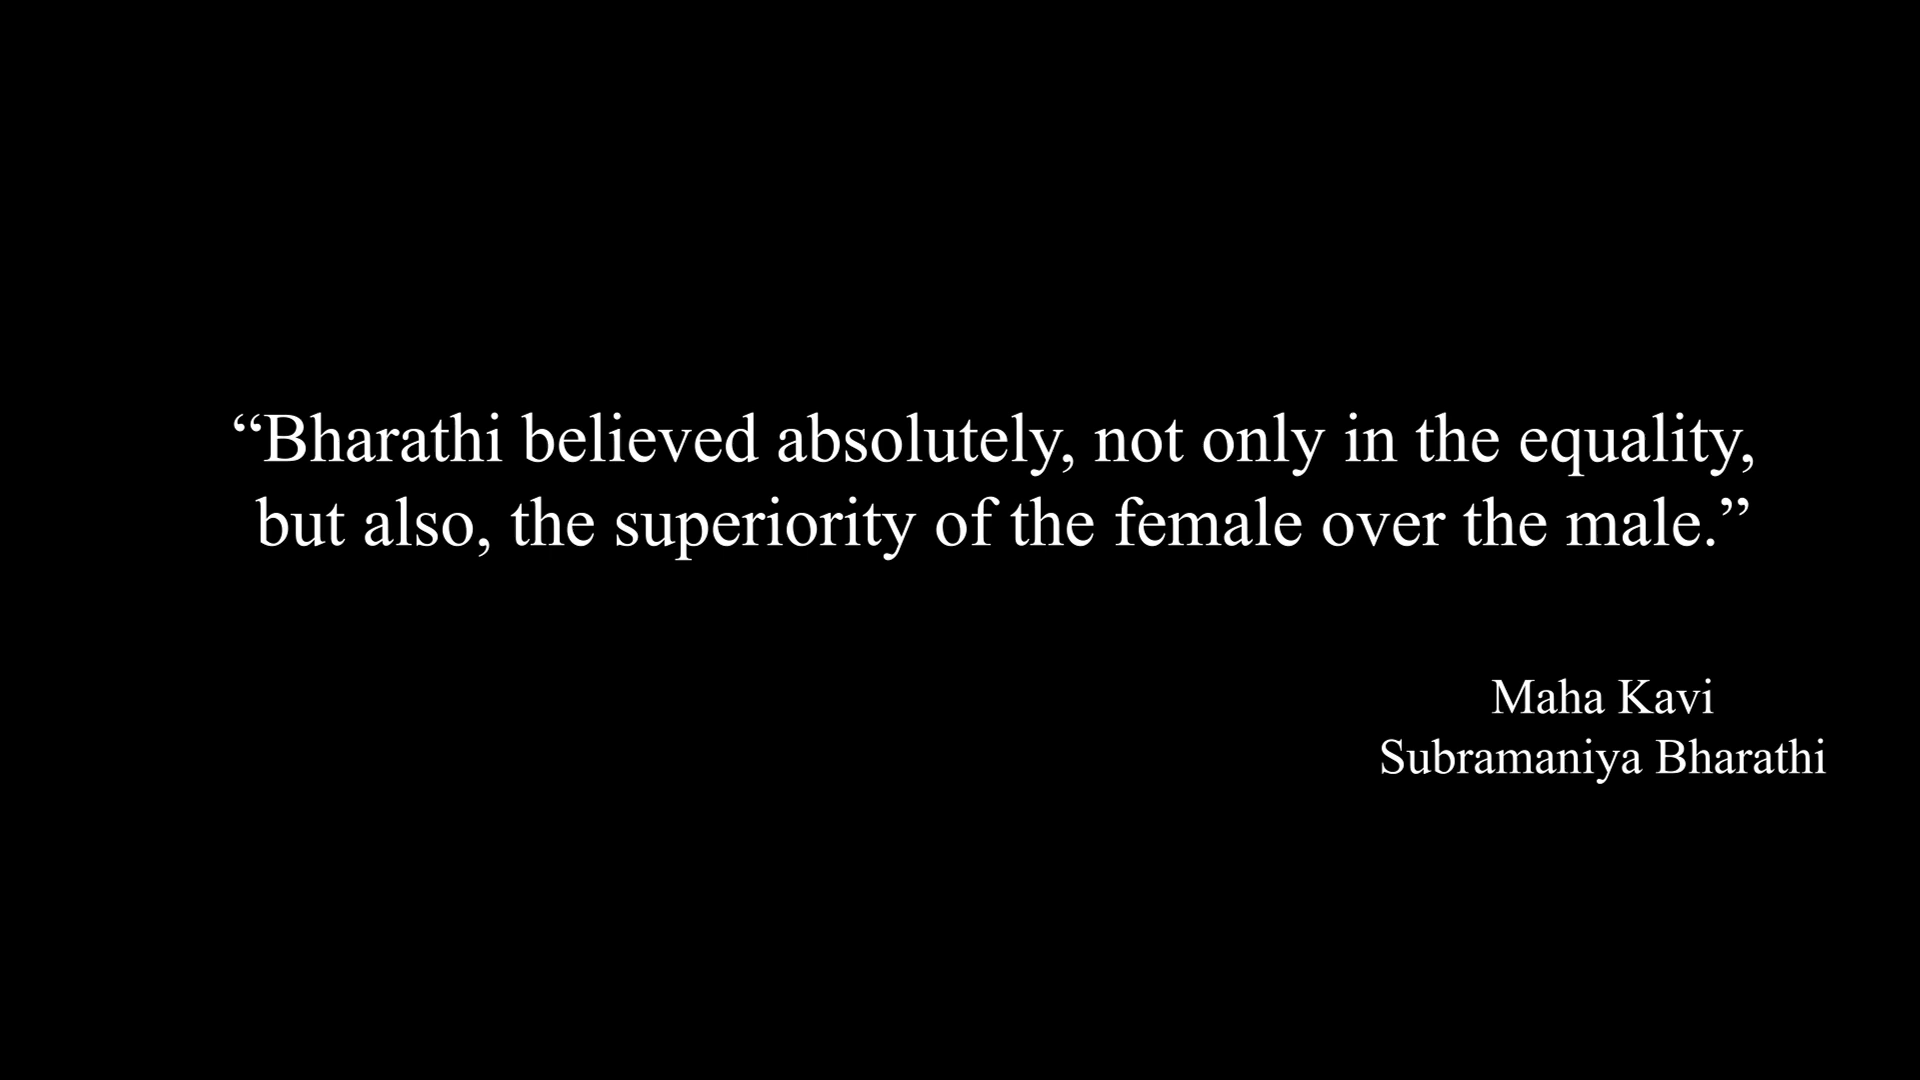 “Bharathi believed absolutely, not only in the equality,
but also, the superiority of the female over the male.”
Maha Kavi
Subramaniya Bharathi